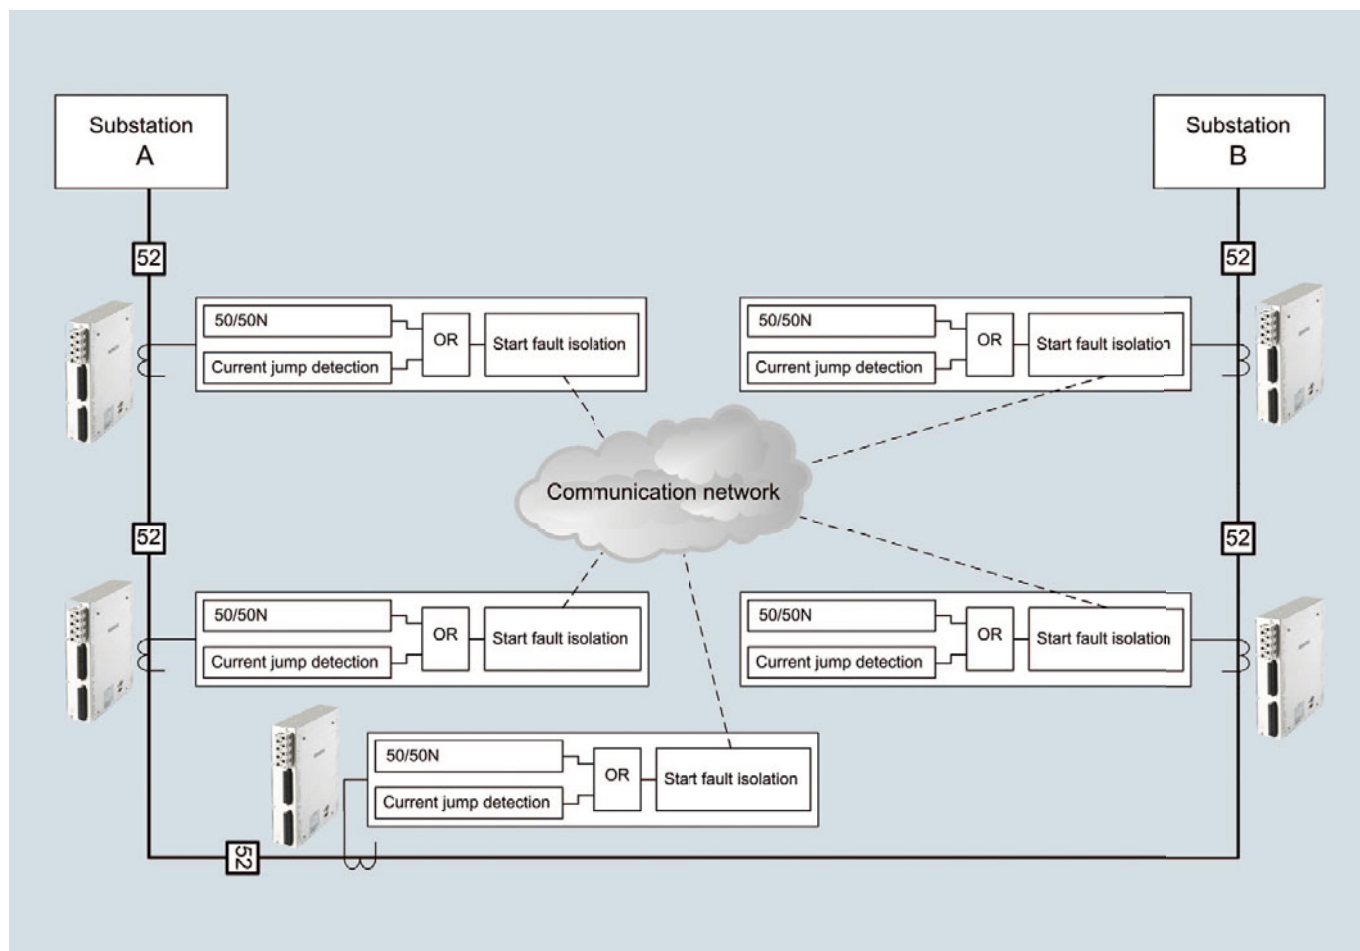 Substation
A
Substation
B
52
52
50/50N
OR
Start fault isolation
Current jump detection
50/50N
OR
Start fault isolation
Current jump detection
Communication network
52
52
50/50N
OR
Start fault isolation
Current jump detection
50/50N
OR
Start fault isolation
Current jump detection
50/50N
OR
Start fault isolation
Current jump detection
52